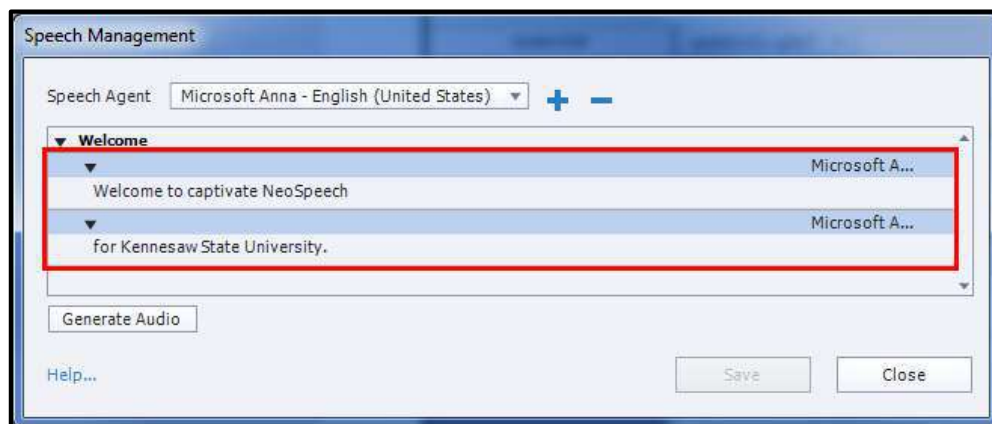 Speech Management
Speech Agent Microsoft Anna - English (United States)
Welcome
Microsoft A...
Welcome to captivate NeoSpeech
Microsoft A...
for Kennesaw State University.
Generate Audio
Help...
Save
Close